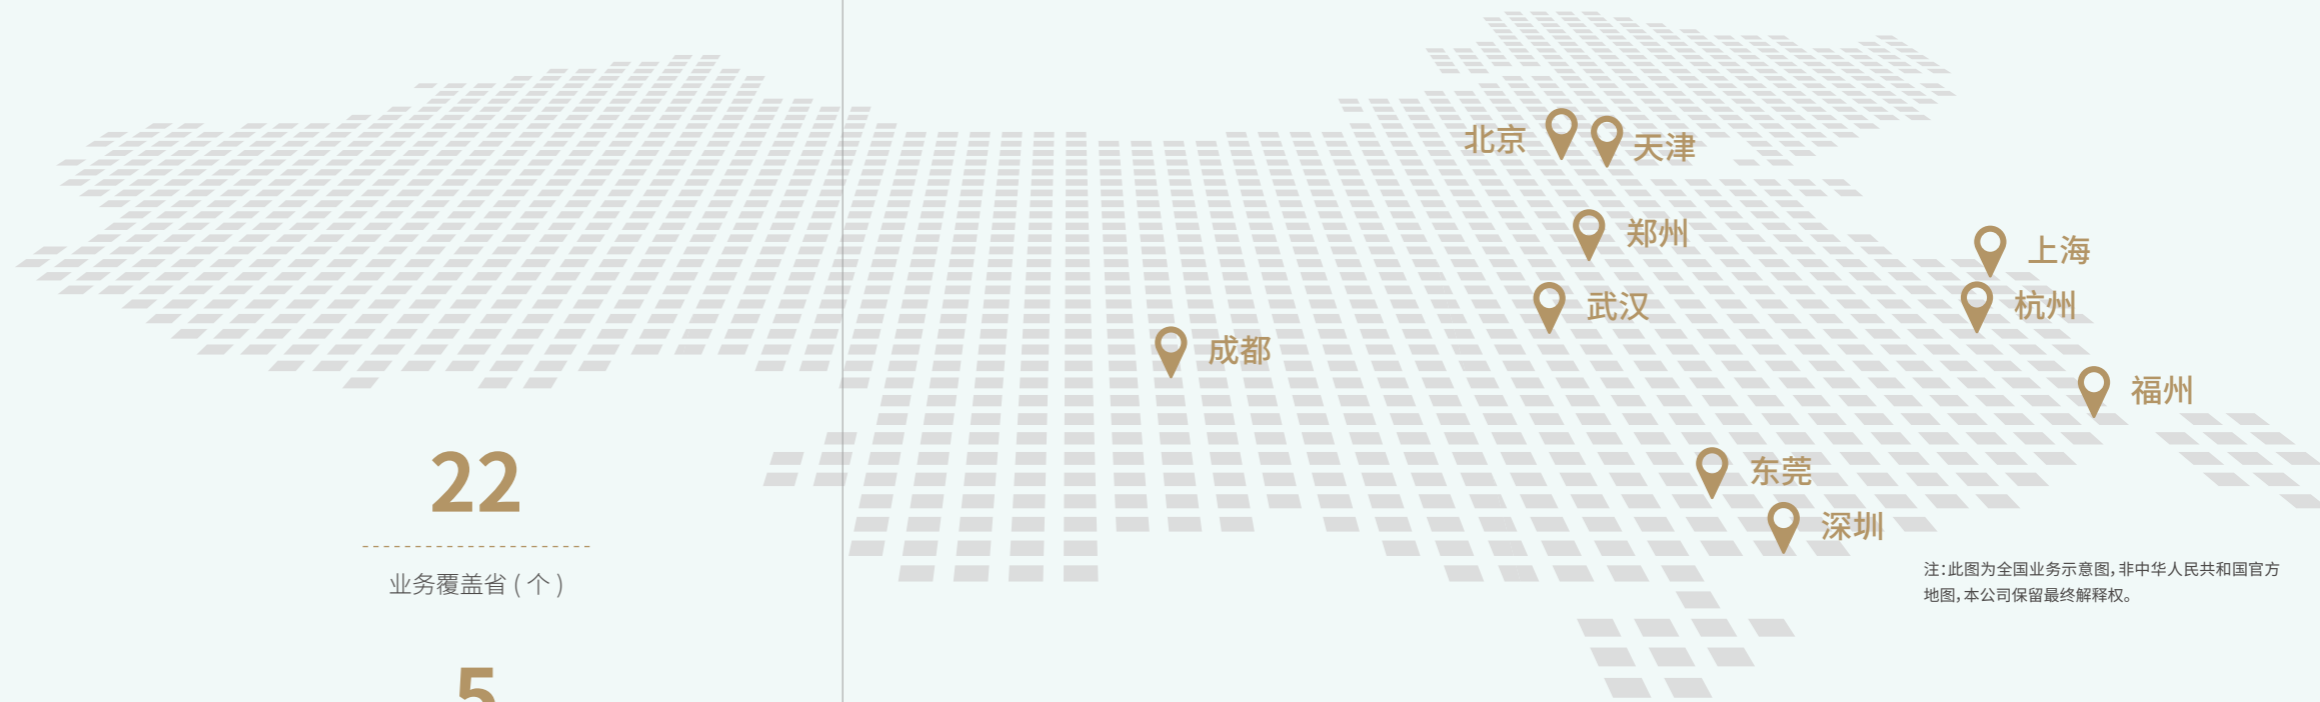 北京
天津
郑州
上海
武汉
杭州
成都
福州
东莞
深圳
22
业务覆盖省 ( 个 )
5
注：此图为全国业务示意图，非中华人民共和国官方
地图，本公司保留最终解释权。